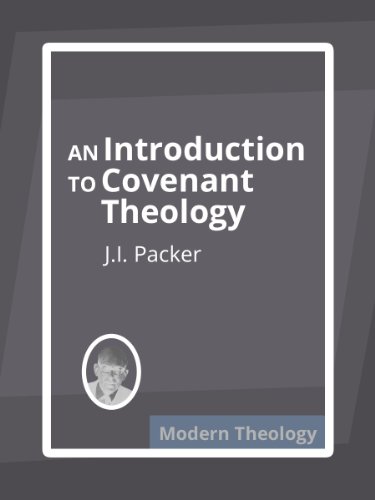 AN Introduction
TO Covenant
Theology
J.I. Packer
Modern Theology